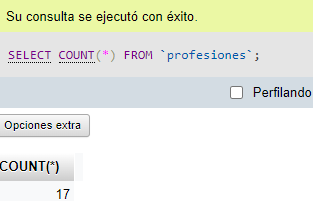 Su consulta se ejecutó con éxito.
SELECT COUNT(*) FROM `profesiones`;
Perfilando
Opciones extra
COUNT(*)
17